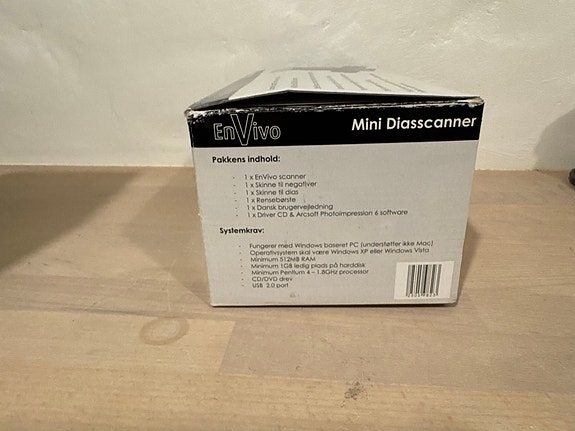 EnVivo
Mini Diasscanner
Pakkens indhold:
- 1 x EnVivo scanner
- 1 x Skinne til negativer
- 1 x Skinne til dias
- 1 x Rensebørste
- 1 x Dansk brugervejledning
- 1 x Driver CD & Arcsoft Photoimpression 6 software
Systemkrav:
- Fungerer med Windows baseret PC (understøtter ikke Mac)
- Operativsystem skal være Windows XP eller Windows Vista
- Minimum 512MB RAM
- Minimum 1GB ledig plads på harddisk
- Minimum Pentium 4 – 1.8GHz processor
- CD/DVD drev
- USB 2.0 port